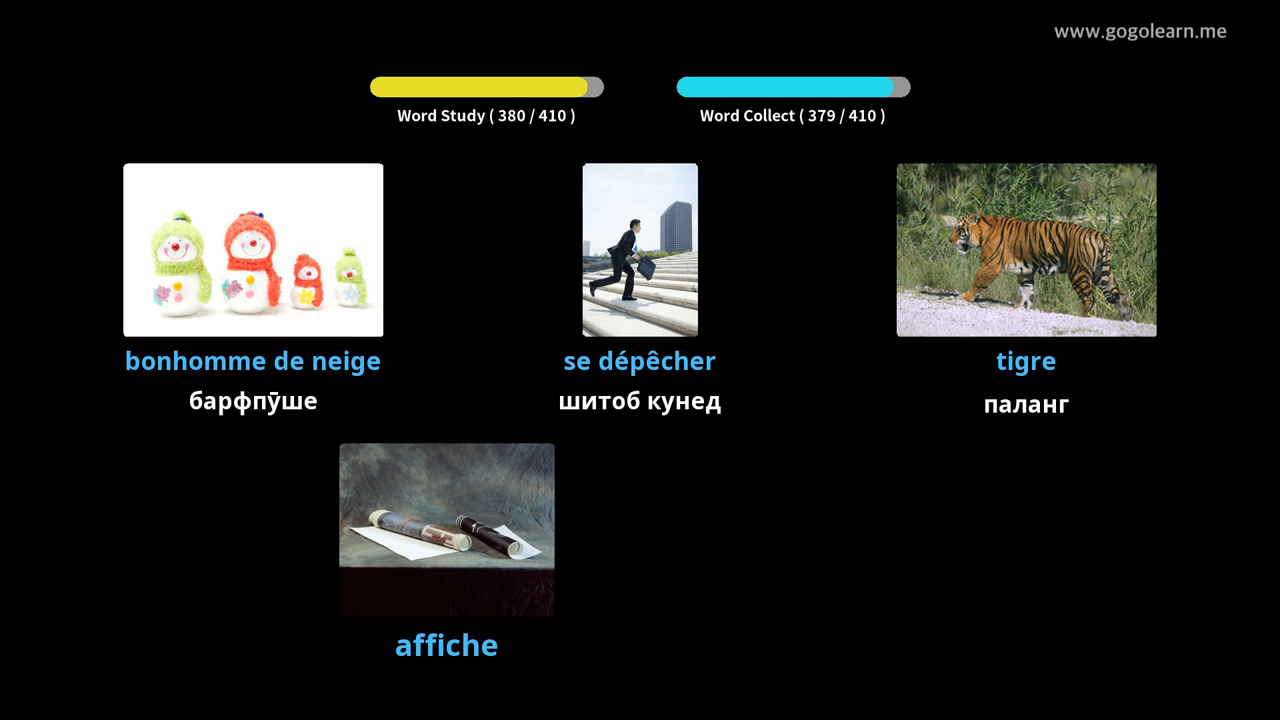 www.gogolearn.me
Word Study ( 380 / 410 )
Word Collect ( 379 / 410 )
bonhomme de neige
se dépêcher
tigre
барфпӯше
шитоб кунед
паланг
affiche